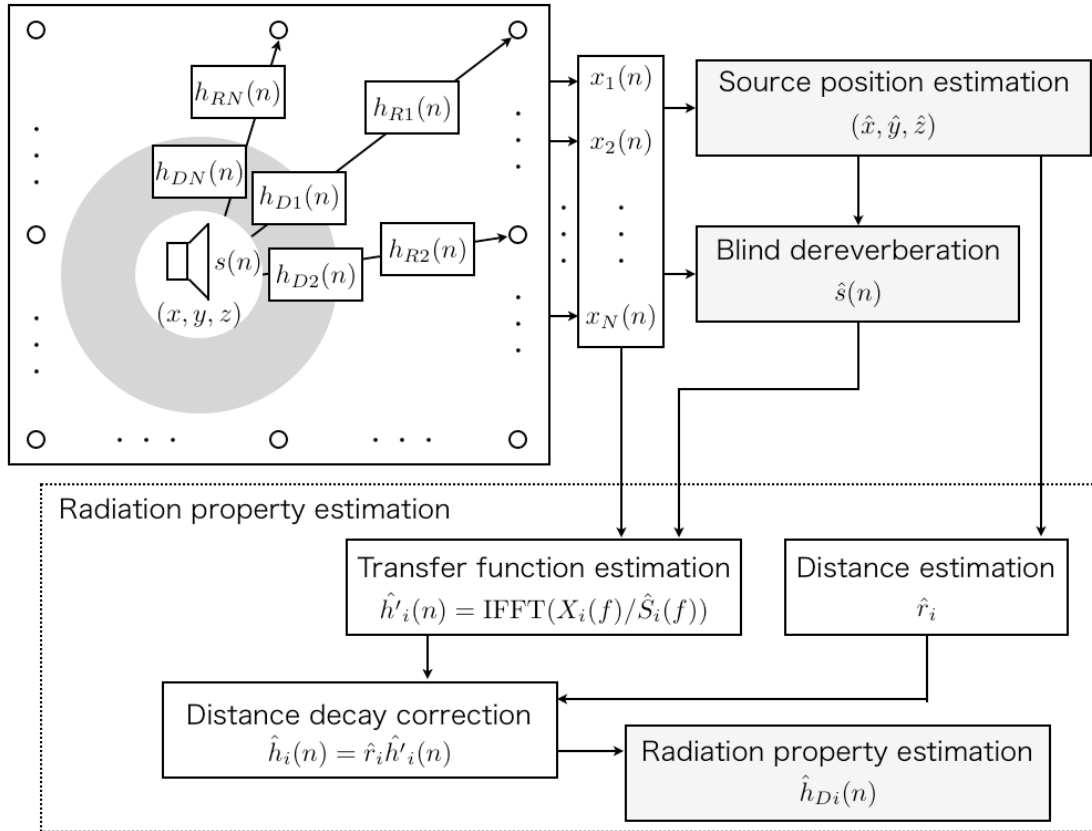 h_{RN}(n)
h_{R1}(n)
h_{DN}(n)
h_{D1}(n)
h_{R2}(n)
s(n)
h_{D2}(n)
(x, y, z)
x_1(n)
x_2(n)
x_N(n)
Source position estimation
(\hat{x}, \hat{y}, \hat{z})
Blind dereverberation
\hat{s}(n)
Radiation property estimation
Transfer function estimation
\hat{h'}_i(n) = IFFT(X_i(f)/\hat{S}_i(f))
Distance estimation
\hat{r}_i
Distance decay correction
\hat{h}_i(n) = \hat{r}_i\hat{h'}_i(n)
Radiation property estimation
\hat{h}_{Di}(n)